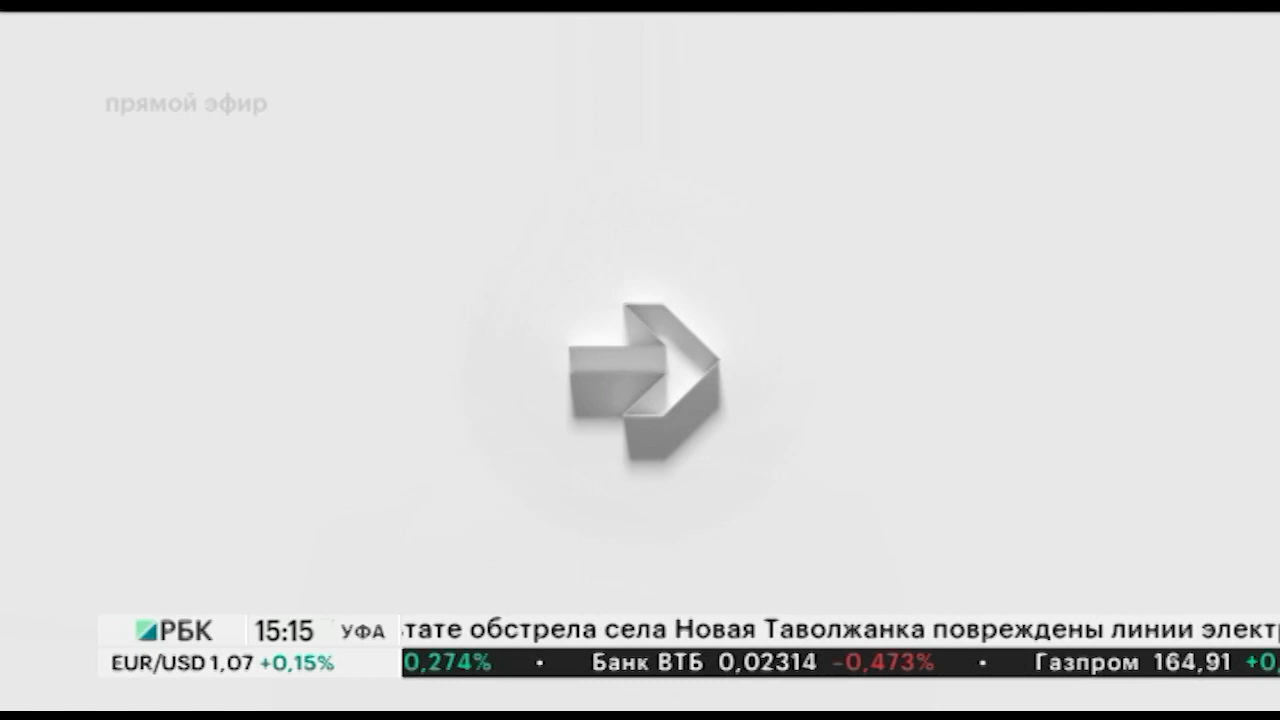 прямой эфир
РБК 15:15 УФА
тате обстрела села Новая Таволжанка повреждены линии элект
EUR/USD 1,07 +0,15%
0,274% • Банк ВТБ 0,02314 -0,473% • Газпром 164,91 +0,